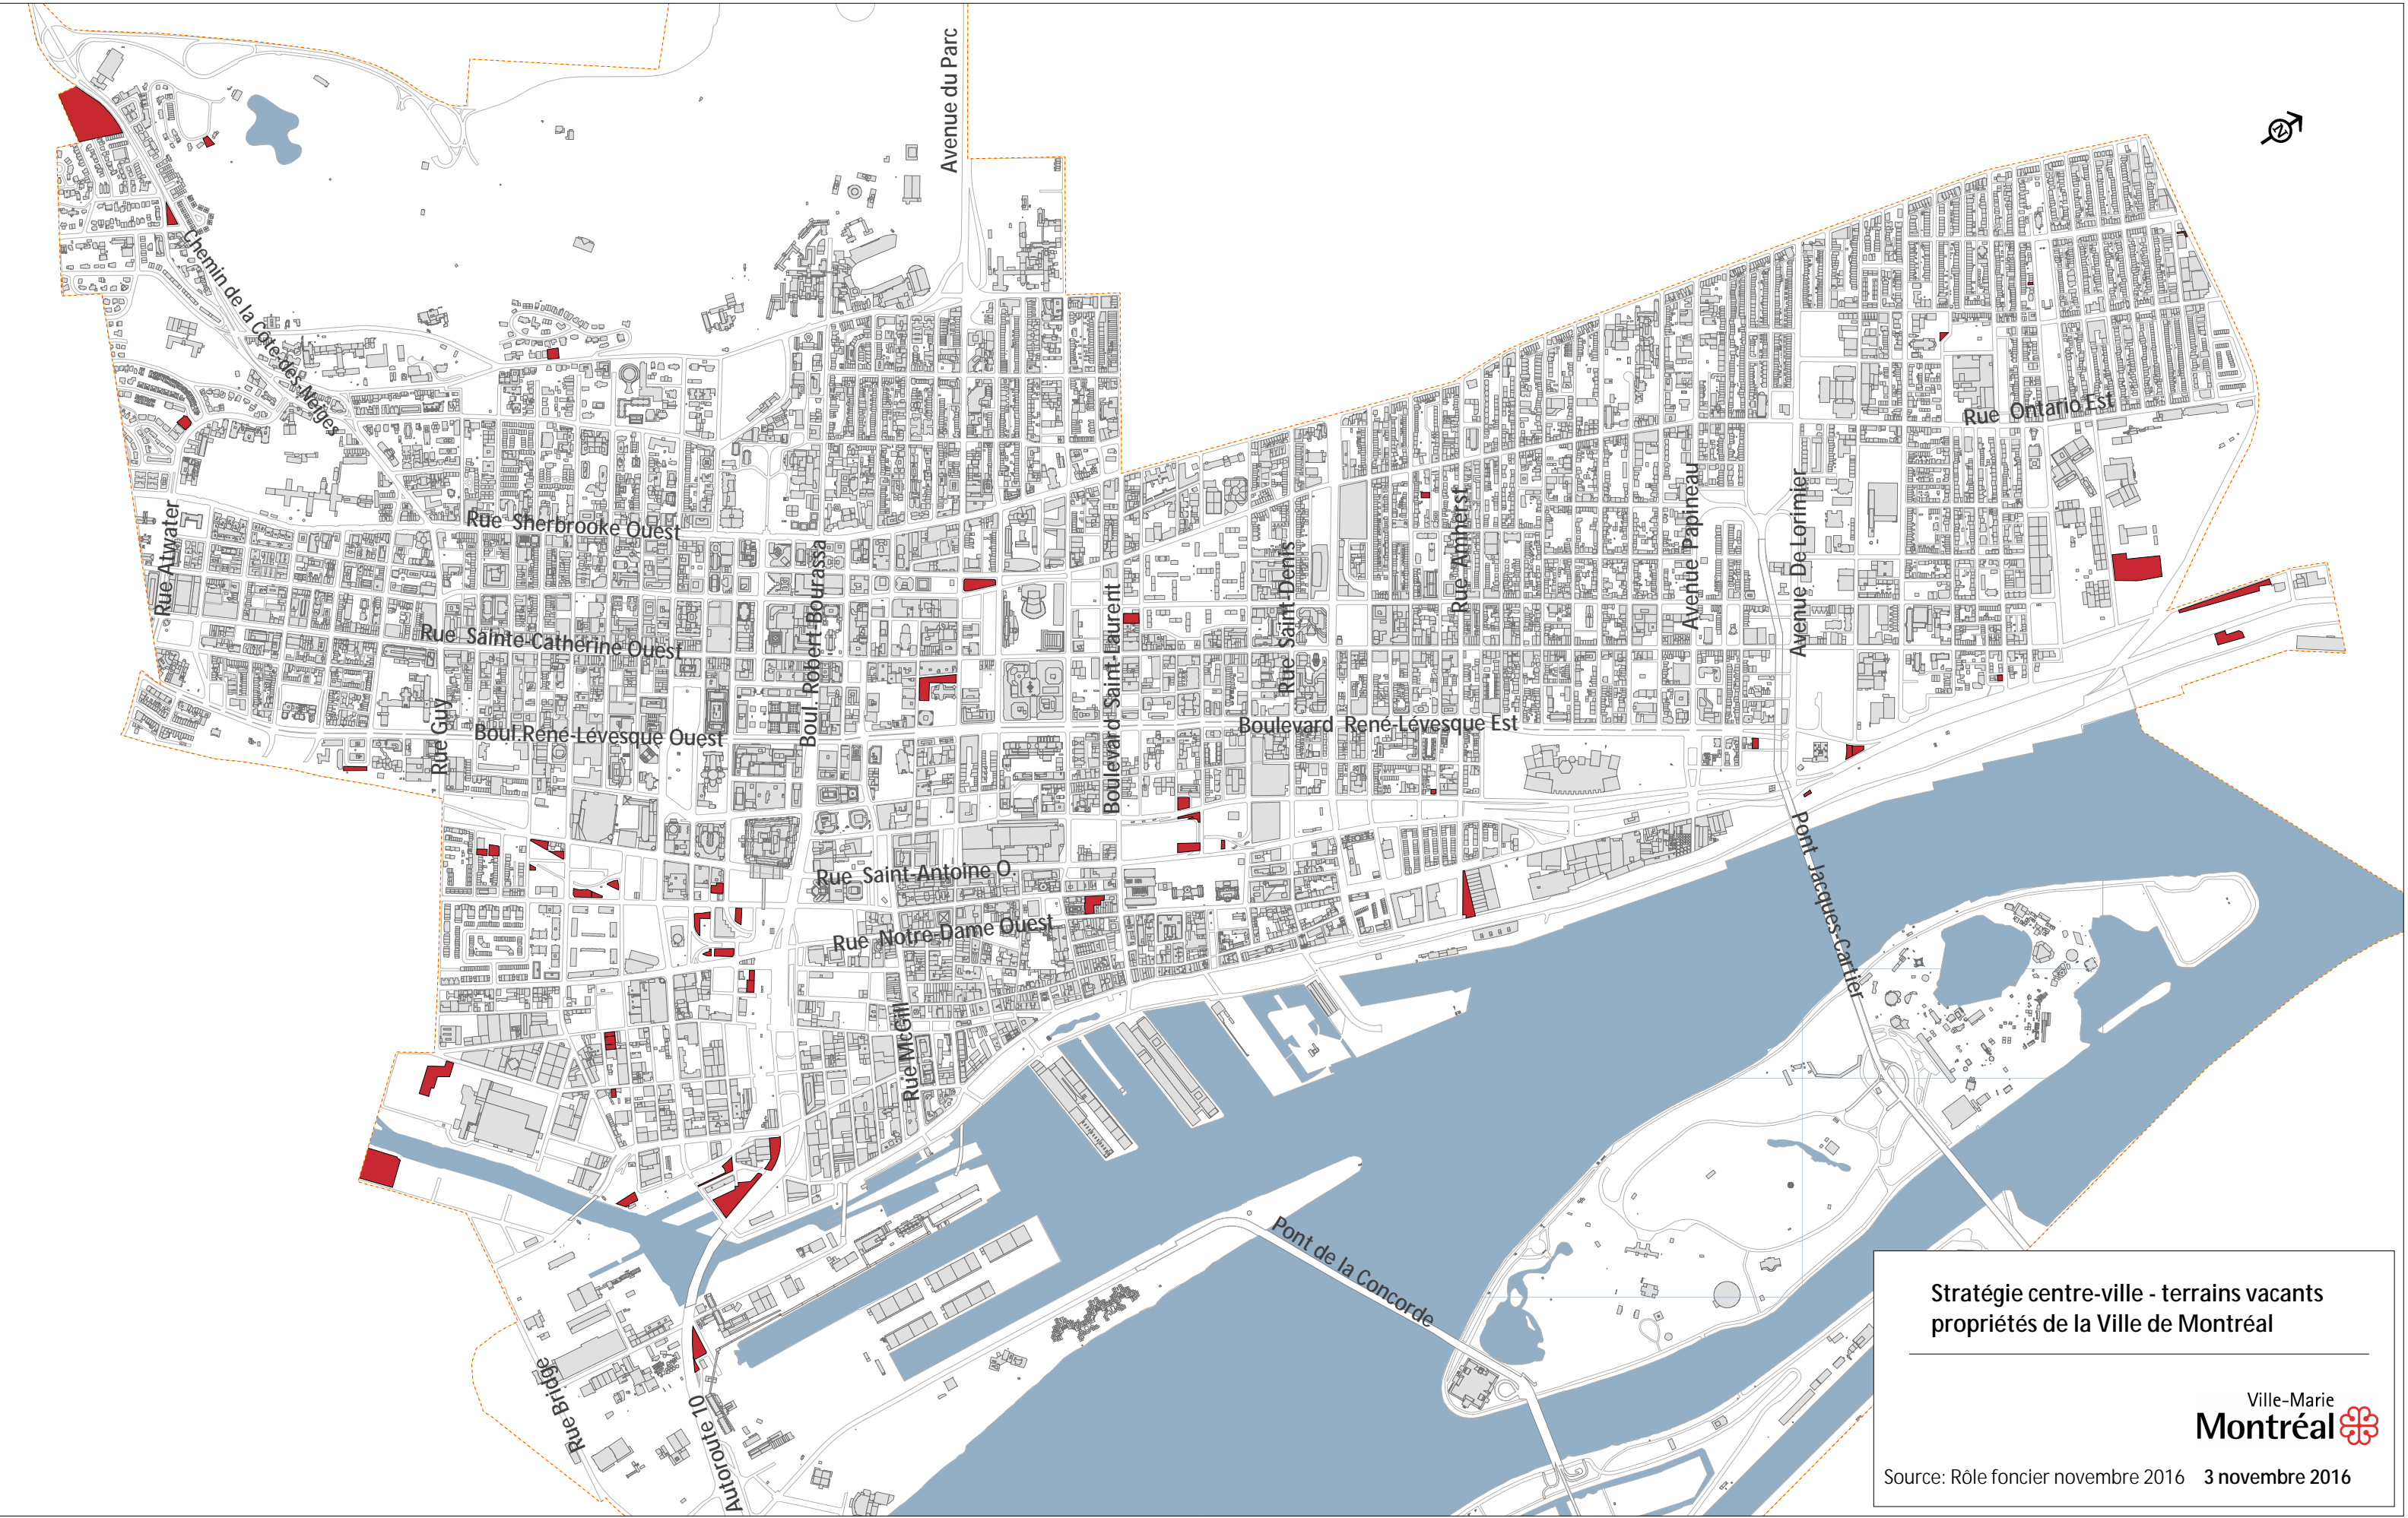 Avenue du Parc
N
Chemin de la Côte-des-Neiges
Rue Ontario Est
Rue Atwater
Rue Sherbrooke Ouest
Boul. Robert-Bourassa
Boulevard Saint-Laurent
Rue Saint-Denis
Rue Amherst
Avenue Papineau
Avenue De Lorimier
Rue Sainte-Catherine Ouest
Rue Guy
Boul.René-Lévesque Ouest
Boulevard René-Lévesque Est
Rue Saint-Antoine O.
Rue Notre-Dame Ouest
Pont Jacques-Cartier
Rue McGill
Pont de la Concorde
Rue Bridge
Autoroute 10
Stratégie centre-ville - terrains vacants
propriétés de la Ville de Montréal
Ville-Marie
Montréal
Source: Rôle foncier novembre 2016 3 novembre 2016